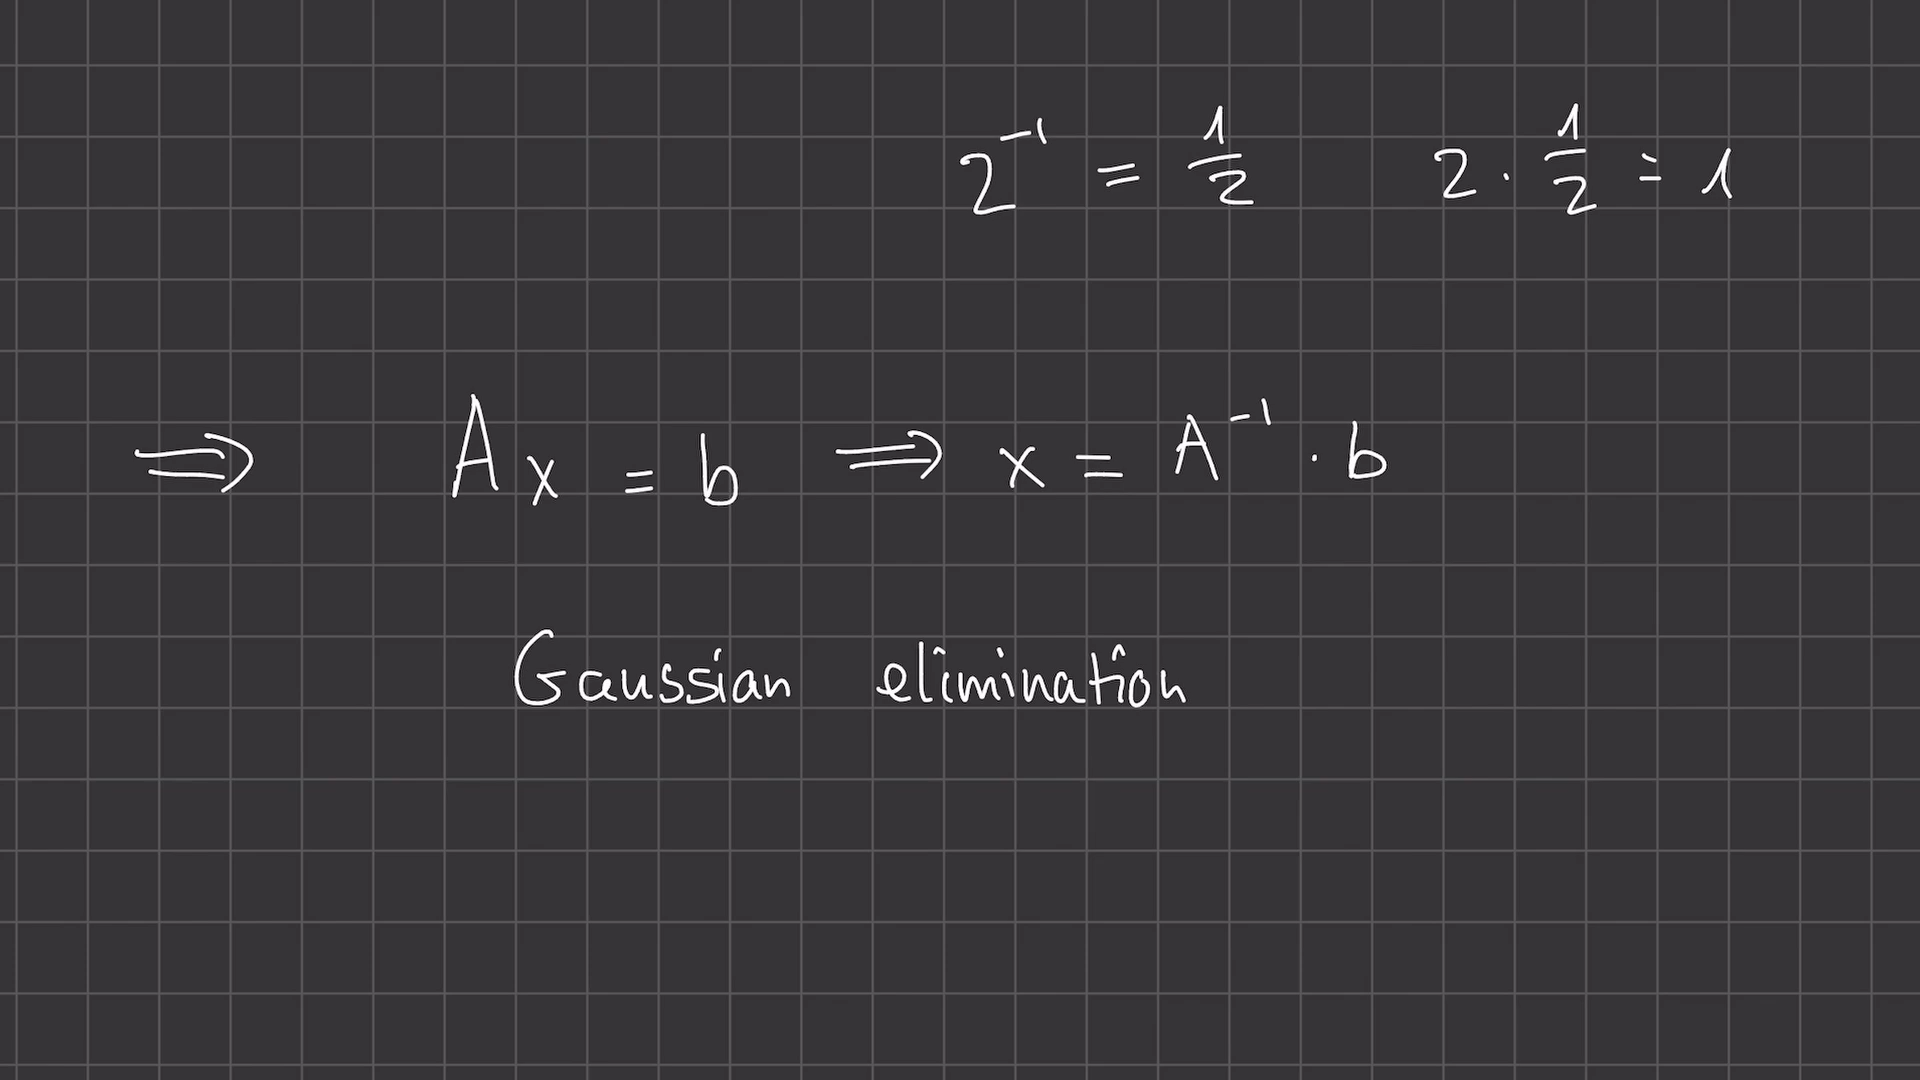 2⁻¹ = 1/2    2 · 1/2 = 1
⇒ Ax = b ⇒ x = A⁻¹ · b
Gaussian elimination